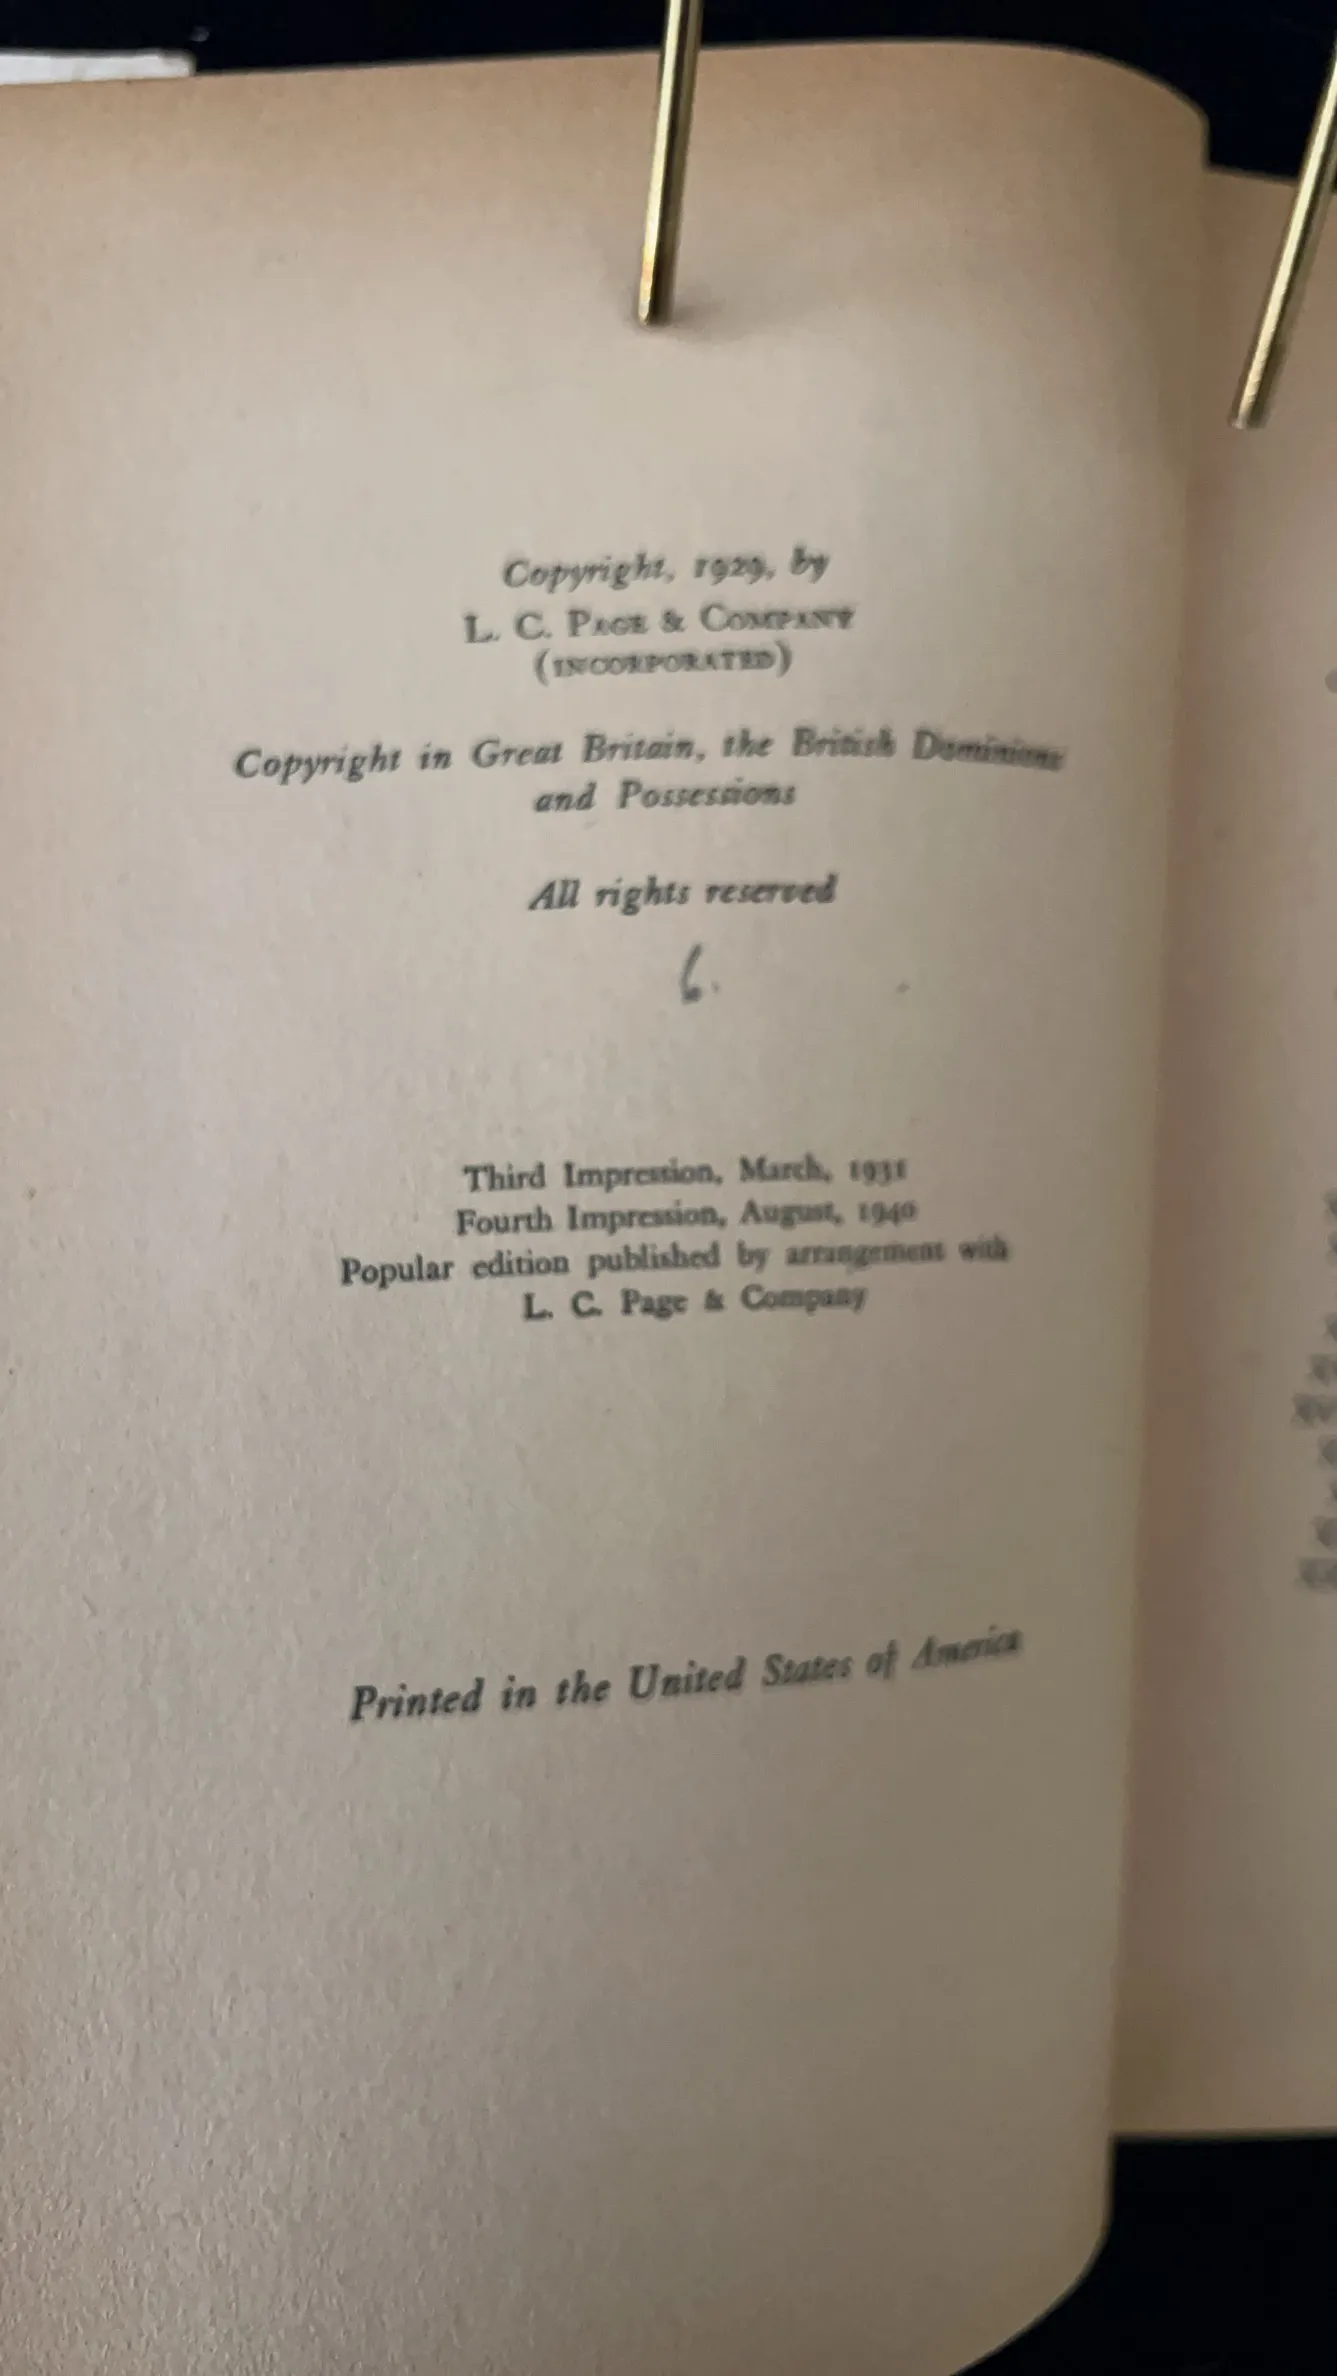 Copyright, 1929, by
L. C. PAGE & COMPANY
(INCORPORATED)
Copyright in Great Britain, the British Dominions
and Possessions
All rights reserved
6.
Third Impression, March, 1931
Fourth Impression, August, 1940
Popular edition published by arrangement with
L. C. Page & Company
Printed in the United States of America